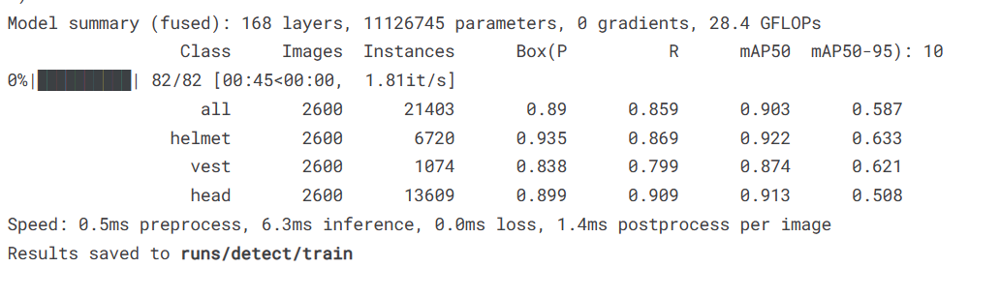 Model summary (fused): 168 layers, 11126745 parameters, 0 gradients, 28.4 GFLOPs
Class Images Instances Box(P R mAP50 mAP50-95): 10
0%|██████████| 82/82 [00:45<00:00, 1.81it/s]
all 2600 21403 0.89 0.859 0.903 0.587
helmet 2600 6720 0.935 0.869 0.922 0.633
vest 2600 1074 0.838 0.799 0.874 0.621
head 2600 13609 0.899 0.909 0.913 0.508
Speed: 0.5ms preprocess, 6.3ms inference, 0.0ms loss, 1.4ms postprocess per image
Results saved to runs/detect/train